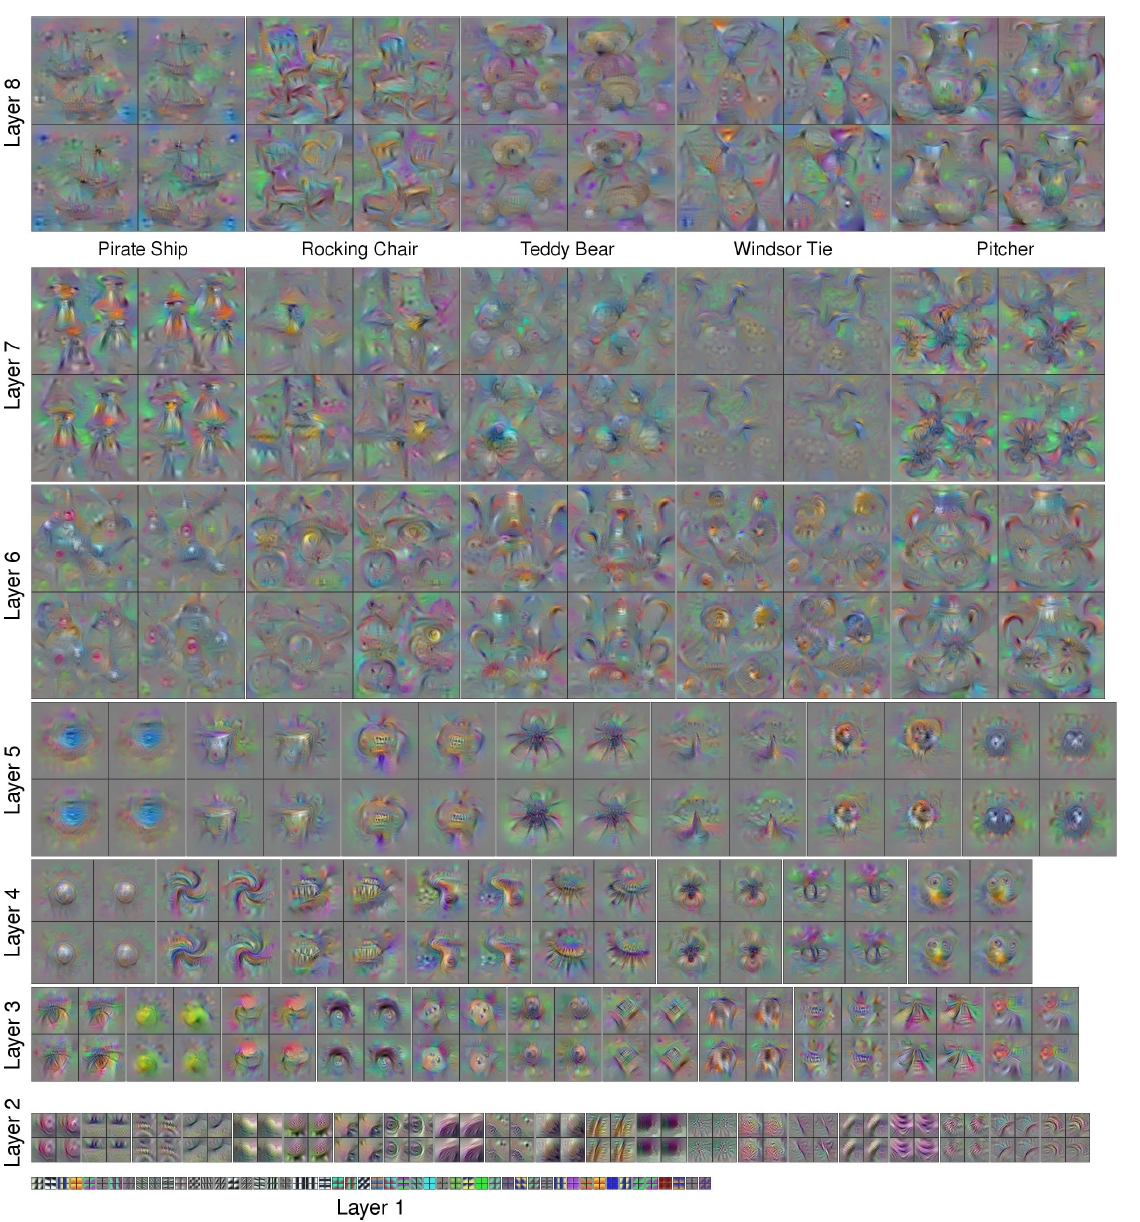 Layer 8
Pirate Ship
Rocking Chair
Teddy Bear
Windsor Tie
Pitcher
Layer 7
Layer 6
Layer 5
Layer 4
Layer 3
Layer 2
Layer 1